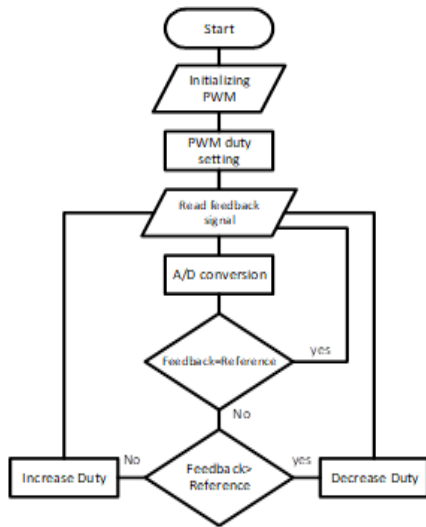 Start
Initializing
PWM
PWM duty
setting
Read feedback
signal
A/D conversion
Feedback=Reference
yes
No
No
Feedback>
Reference
yes
Increase Duty
Decrease Duty